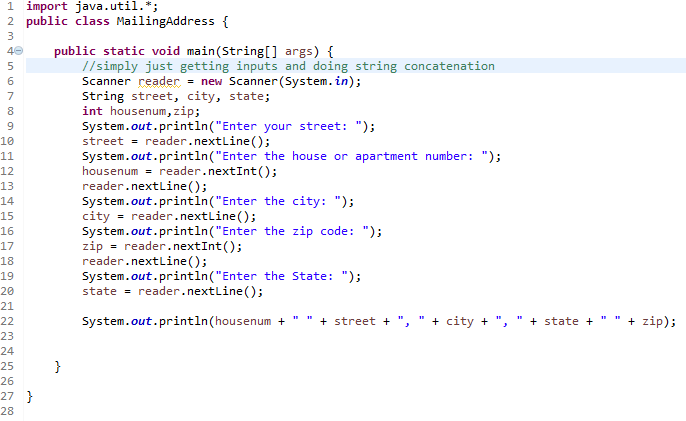 1 import java.util.*;
2 public class MailingAddress {
3
4 public static void main(String[] args) {
5 //simply just getting inputs and doing string concatenation
6 Scanner reader = new Scanner(System.in);
7 String street, city, state;
8 int housenum,zip;
9 System.out.println("Enter your street: ");
10 street = reader.nextLine();
11 System.out.println("Enter the house or apartment number: ");
12 housenum = reader.nextInt();
13 reader.nextLine();
14 System.out.println("Enter the city: ");
15 city = reader.nextLine();
16 System.out.println("Enter the zip code: ");
17 zip = reader.nextInt();
18 reader.nextLine();
19 System.out.println("Enter the State: ");
20 state = reader.nextLine();
21
22 System.out.println(housenum + " " + street + ", " + city + ", " + state + " " + zip);
23
24
25 }
26
27 }
28